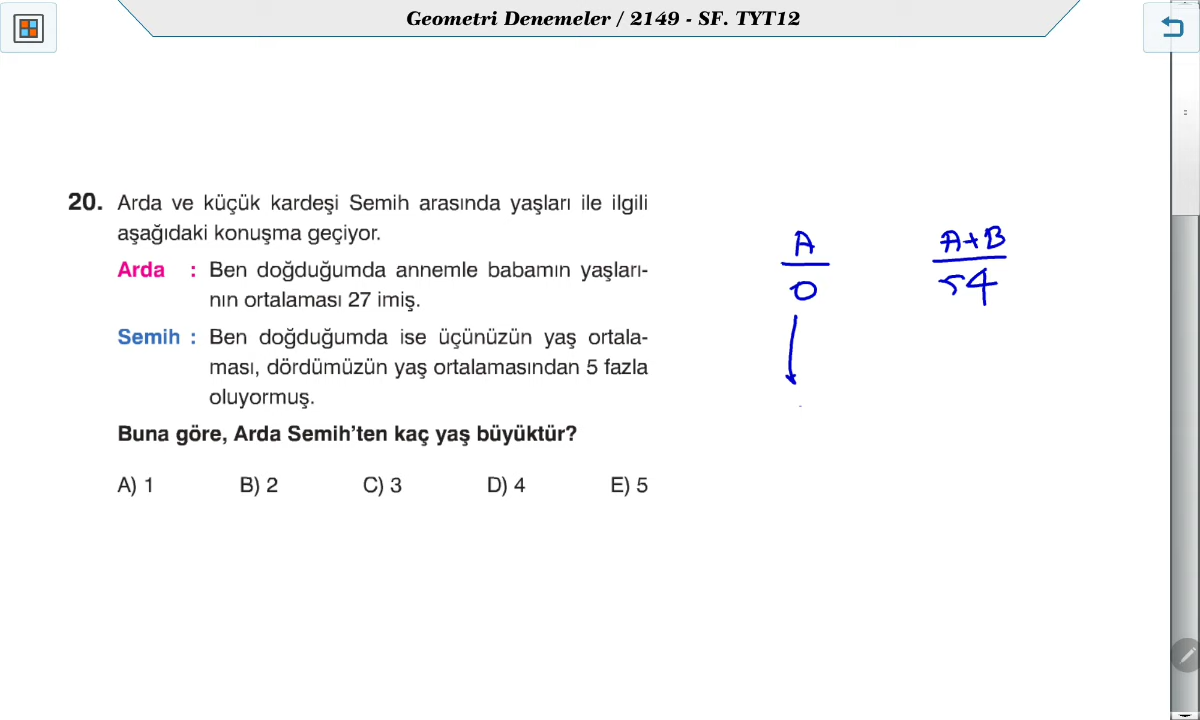 Geometri Denemeler / 2149 - SF. TYT12
20. Arda ve küçük kardeşi Semih arasında yaşları ile ilgili
aşağıdaki konuşma geçiyor.
Arda : Ben doğduğumda annemle babamın yaşları-
nın ortalaması 27 imiş.
Semih : Ben doğduğumda ise üçünüzün yaş ortala-
ması, dördümüzün yaş ortalamasından 5 fazla
oluyormuş.
Buna göre, Arda Semih'ten kaç yaş büyüktür?
A) 1 B) 2 C) 3 D) 4 E) 5
A A+B
0 54